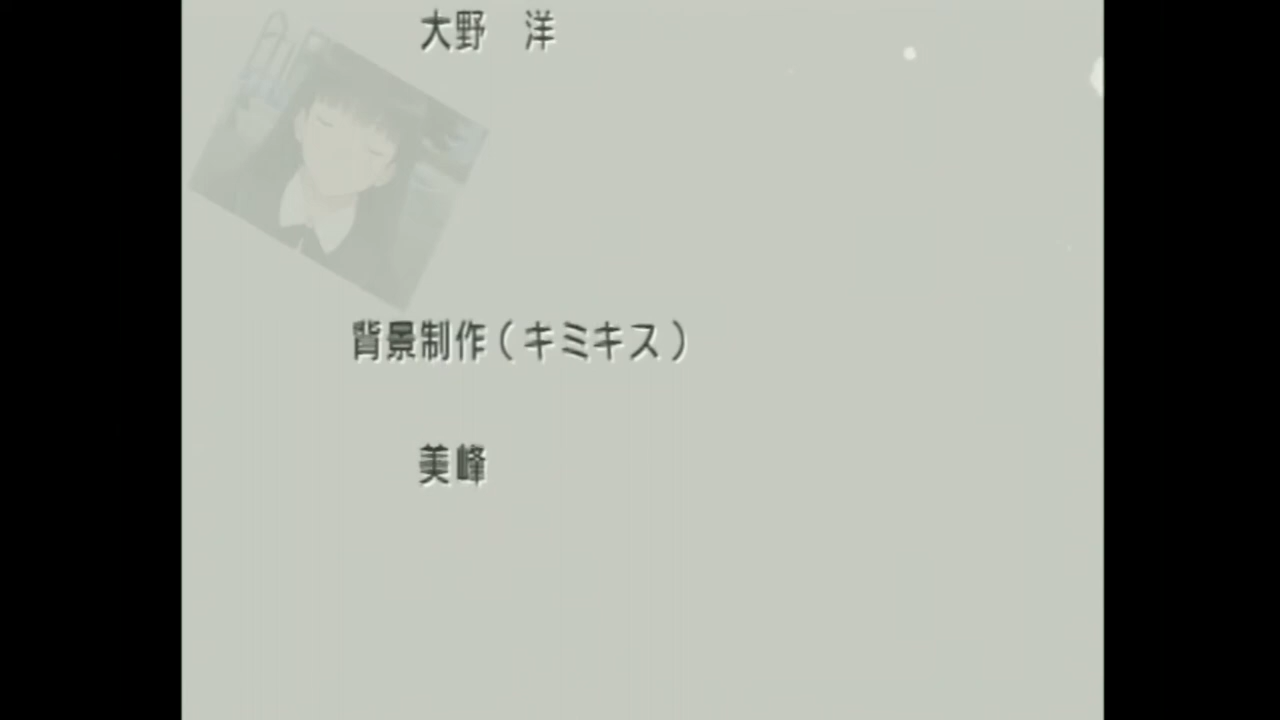 大野　洋
背景制作（キミキス）
美峰